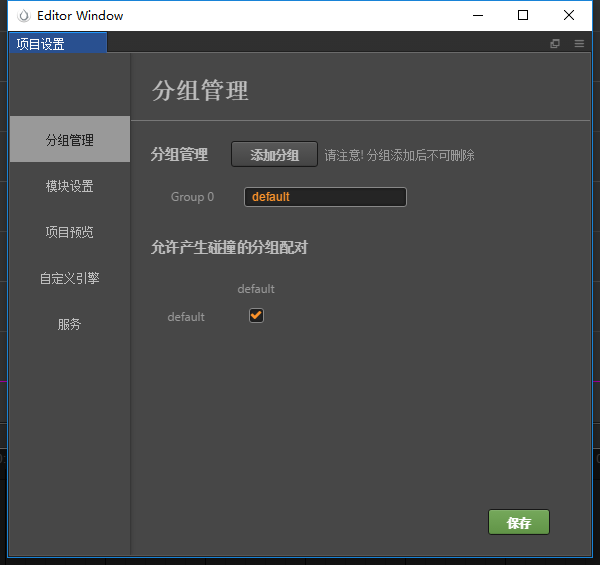 Editor Window
项目设置
分组管理
分组管理
模块设置
项目预览
自定义引擎
服务
分组管理 添加分组 请注意! 分组添加后不可删除
Group 0 default
允许产生碰撞的分组配对
default
default
保存